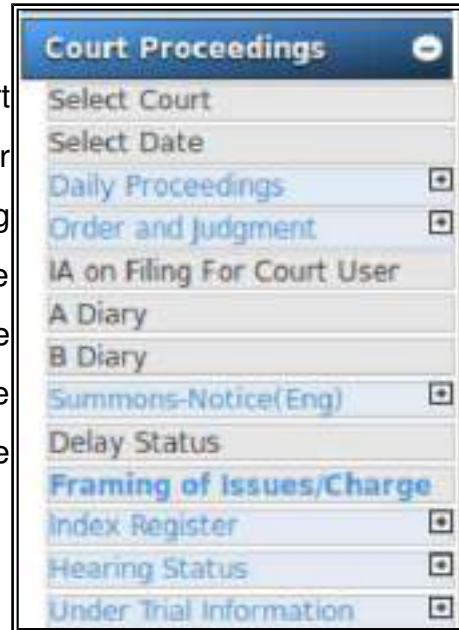 Court Proceedings
Select Court
Select Date
Daily Proceedings
Order and Judgment
IA on Filing For Court User
A Diary
B Diary
Summons-Notice(Eng)
Delay Status
Framing of Issues/Charge
Index Register
Hearing Status
Under Trial Information